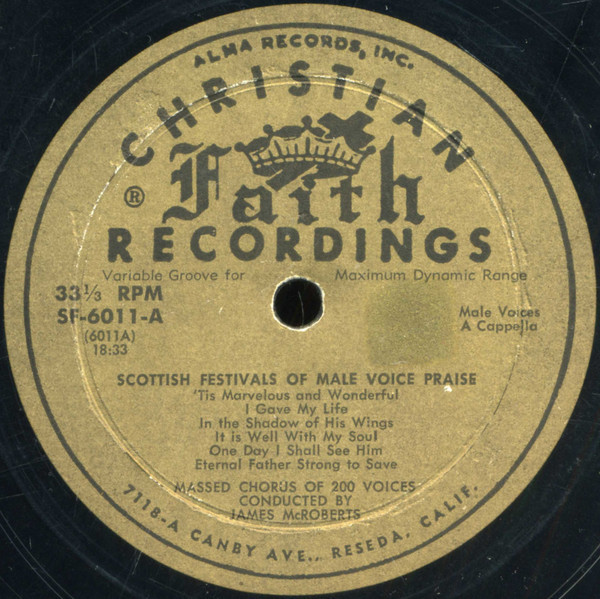 ALMA RECORDS, INC.
CHRISTIAN
Faith
®
RECORDINGS
Variable Groove for Maximum Dynamic Range
33⅓ RPM
SF-6011-A
(6011A)
18:33
Male Voices
A Cappella
SCOTTISH FESTIVALS OF MALE VOICE PRAISE
'Tis Marvelous and Wonderful
I Gave My Life
In the Shadow of His Wings
It is Well With My Soul
One Day I Shall See Him
Eternal Father Strong to Save
MASSED CHORUS OF 200 VOICES
CONDUCTED BY
JAMES McROBERTS
7118-A CANBY AVE., RESEDA, CALIF.